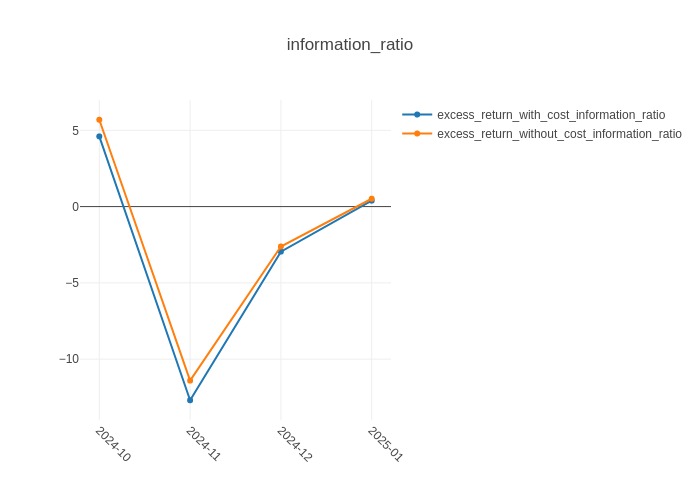 information_ratio
excess_return_with_cost_information_ratio
excess_return_without_cost_information_ratio
5
0
−5
−10
2024-10
2024-11
2024-12
2025-01